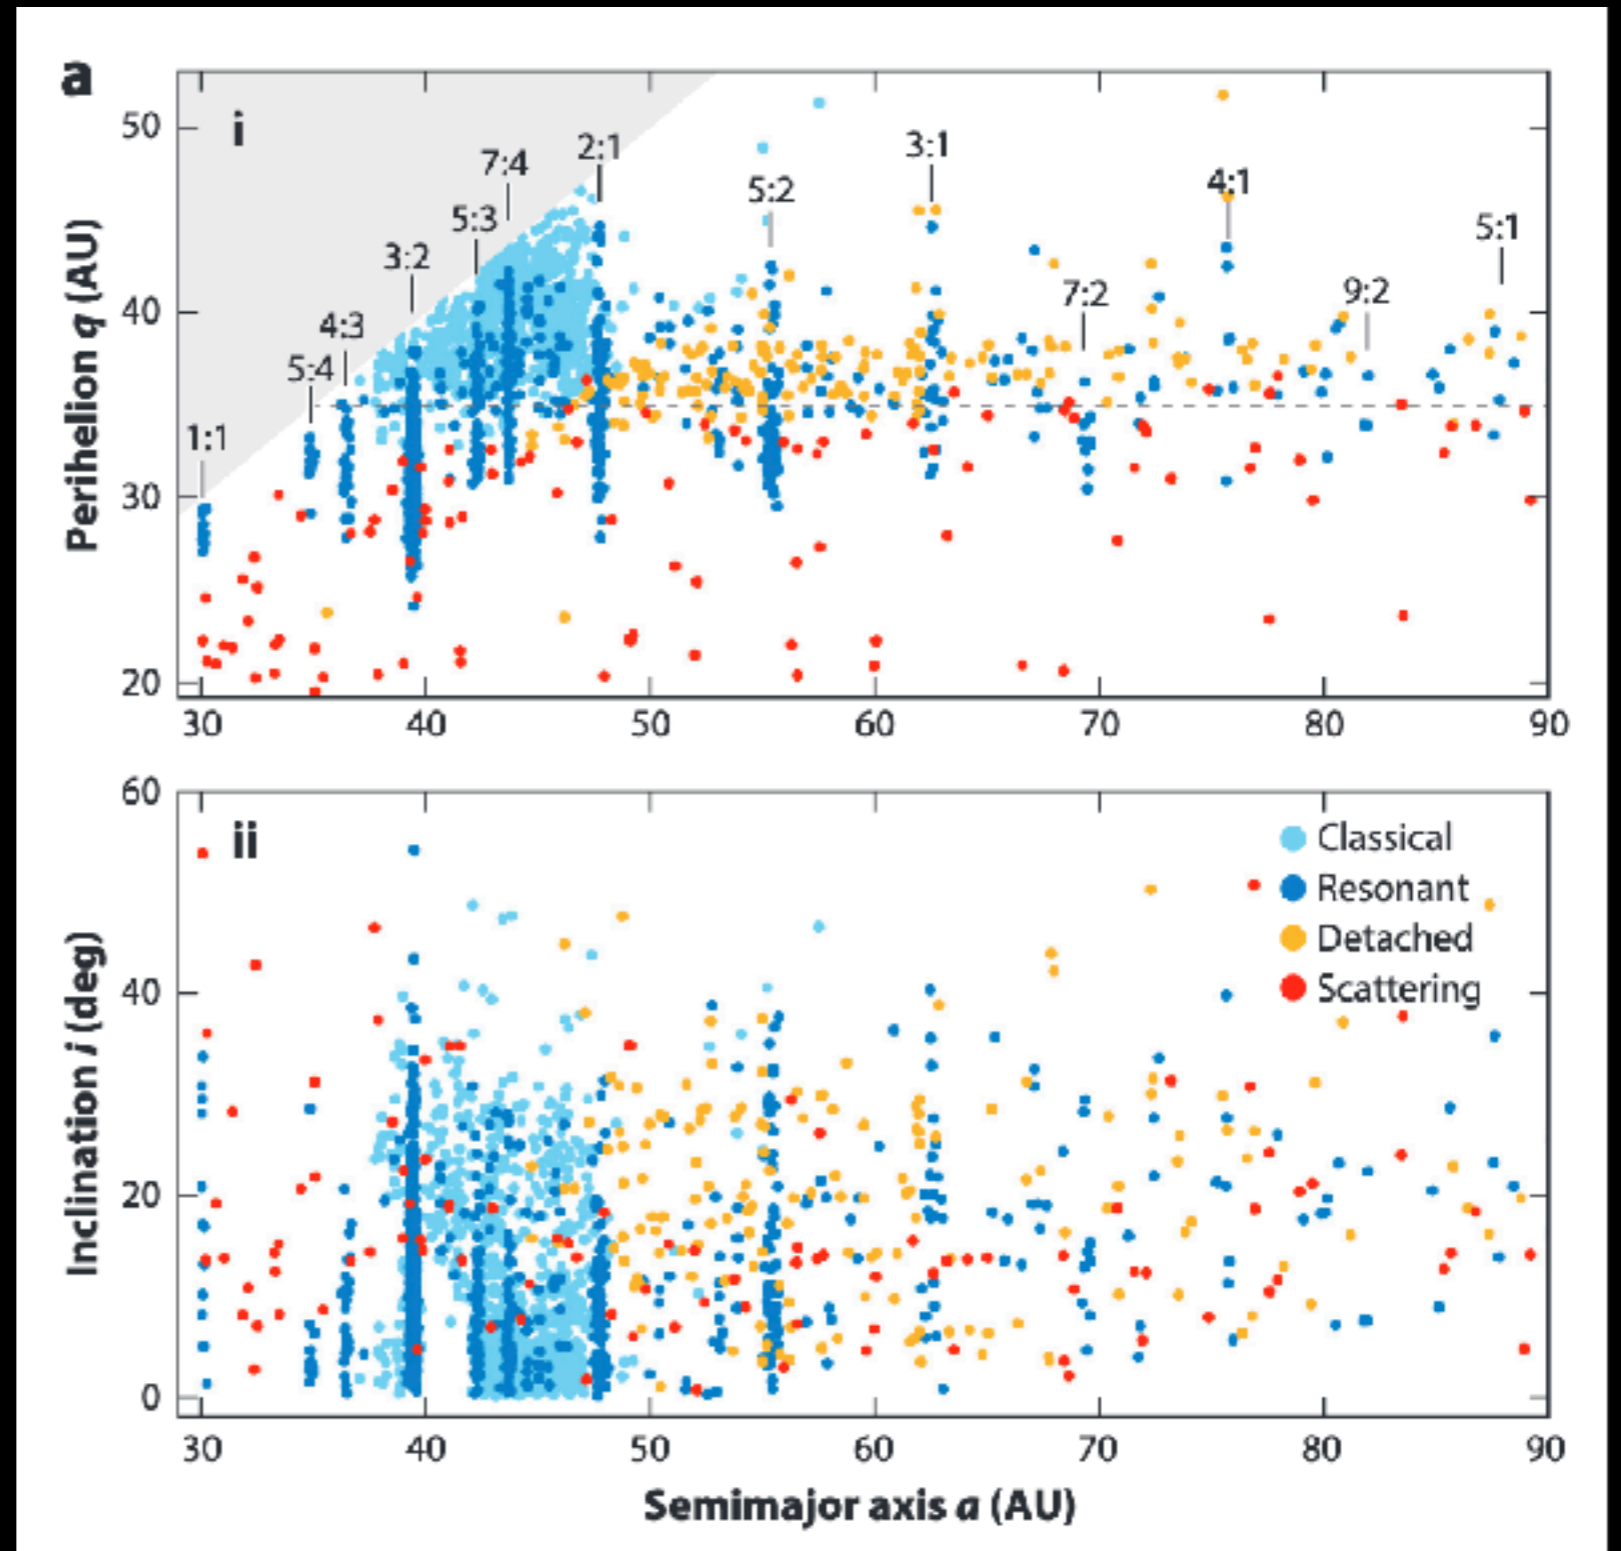 a
i
50
40
30
20
Perihelion q (AU)
1:1
5:4
4:3
3:2
5:3
7:4
2:1
5:2
3:1
7:2
4:1
9:2
5:1
30 40 50 60 70 80 90
ii
60
40
20
0
Inclination i (deg)
Classical
Resonant
Detached
Scattering
30 40 50 60 70 80 90
Semimajor axis a (AU)